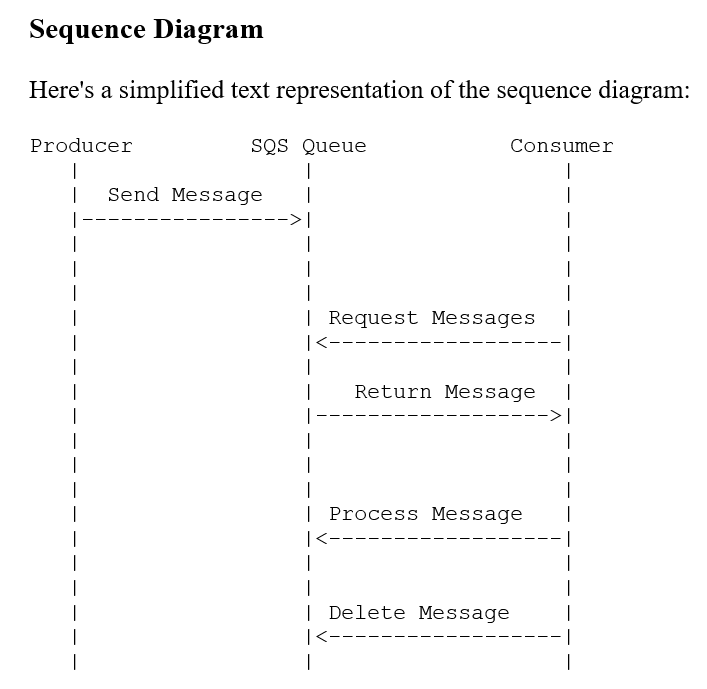 Sequence Diagram
Here's a simplified text representation of the sequence diagram:
Producer         SQS Queue           Consumer
   |                 |                   |
   |  Send Message   |                   |
   |---------------->|                   |
   |                 |                   |
   |                 |                   |
   |                 |                   |
   |                 | Request Messages  |
   |                 |<------------------|
   |                 |                   |
   |                 |   Return Message  |
   |                 |------------------>|
   |                 |                   |
   |                 |                   |
   |                 |                   |
   |                 | Process Message   |
   |                 |<------------------|
   |                 |                   |
   |                 |                   |
   |                 | Delete Message    |
   |                 |<------------------|
   |                 |                   |